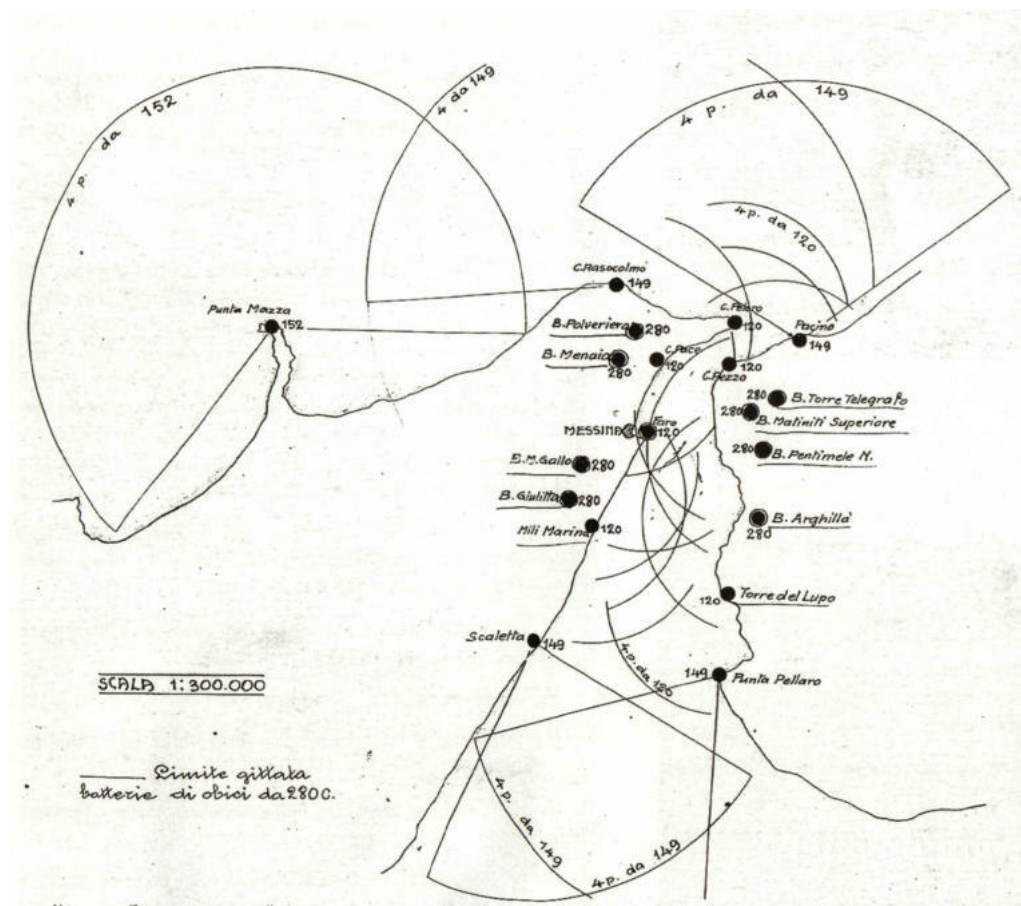 4 p. da 152
4 da 149
4 p. da 149
4 p. da 120
C. Rasocolmo
149
Punta Mazza
152
B. Polveriera
280
C. Peloro
120
Pacino
149
B. Menaia
280
C. Pace
120
120
C. Pezzo
280
B. Torre Telegrafo
280
B. Matiniti Superiore
MESSINA
Faro
120
280
B. Pentimele N.
B. M. Gallo
280
B. Giulitta
280
B. Arghillà
280
Mili Marina
120
120
Torre del Lupo
Scaletta
149
4 p. da 120
149
Punta Pellaro
SCALA 1:300.000
Limite gittata
batterie di obici da 280 C.
4 p. da 149
4 p. da 149